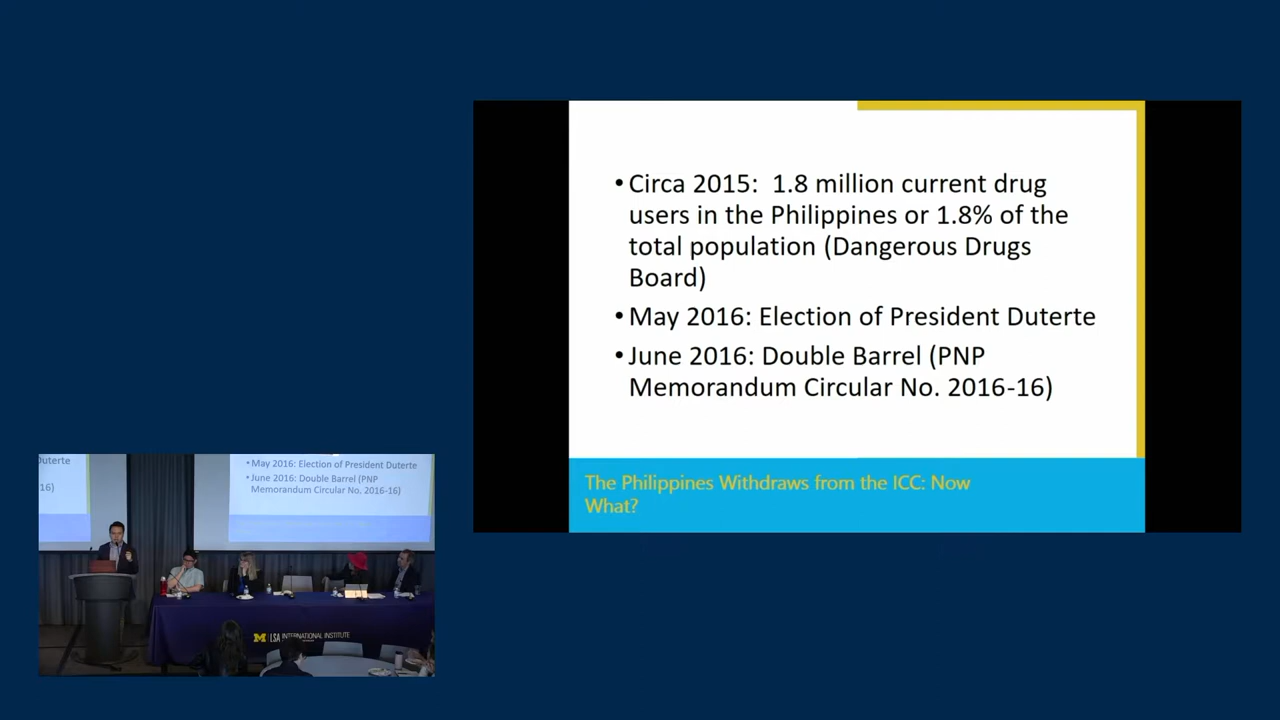 •Circa 2015:  1.8 million current drug
users in the Philippines or 1.8% of the
total population (Dangerous Drugs
Board)
•May 2016: Election of President Duterte
•June 2016: Double Barrel (PNP
Memorandum Circular No. 2016-16)
The Philippines Withdraws from the ICC: Now
What?
Duterte
16)
• May 2016: Election of President Duterte
• June 2016: Double Barrel (PNP
Memorandum Circular No. 2016-16)
M LSA INTERNATIONAL INSTITUTE